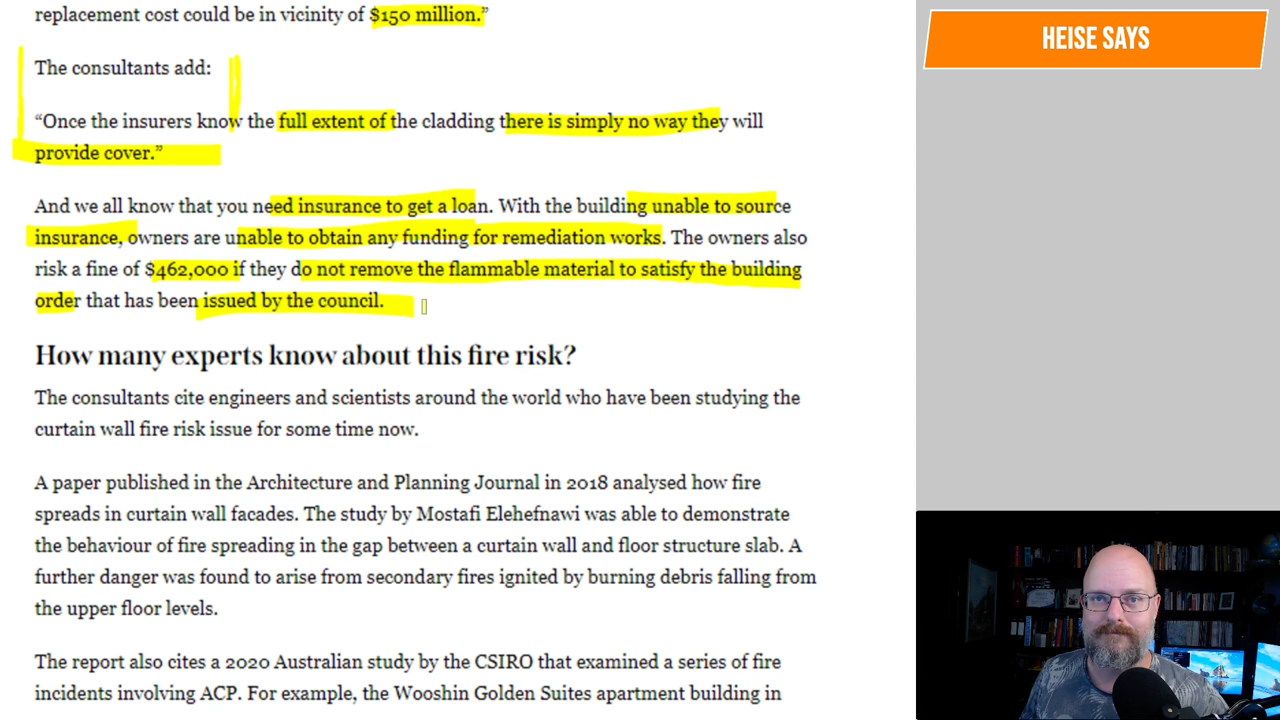 replacement cost could be in vicinity of $150 million.”
HEISE SAYS
The consultants add:
“Once the insurers know the full extent of the cladding there is simply no way they will
provide cover.”
And we all know that you need insurance to get a loan. With the building unable to source
insurance, owners are unable to obtain any funding for remediation works. The owners also
risk a fine of $462,000 if they do not remove the flammable material to satisfy the building
order that has been issued by the council.
How many experts know about this fire risk?
The consultants cite engineers and scientists around the world who have been studying the
curtain wall fire risk issue for some time now.
A paper published in the Architecture and Planning Journal in 2018 analysed how fire
spreads in curtain wall facades. The study by Mostafi Elehefnawi was able to demonstrate
the behaviour of fire spreading in the gap between a curtain wall and floor structure slab. A
further danger was found to arise from secondary fires ignited by burning debris falling from
the upper floor levels.
The report also cites a 2020 Australian study by the CSIRO that examined a series of fire
incidents involving ACP. For example, the Wooshin Golden Suites apartment building in